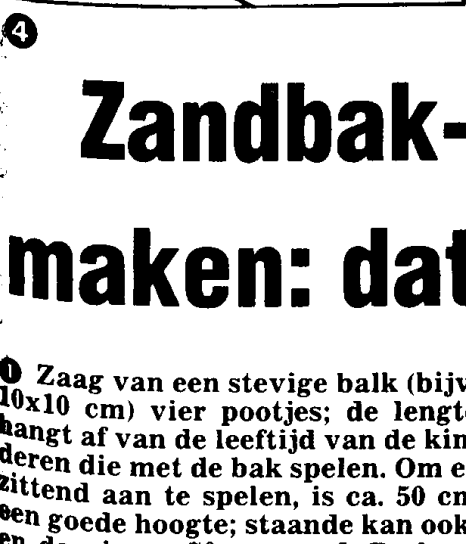 4
Zandbak-
maken: dat
1 Zaag van een stevige balk (bijv
10x10 cm) vier pootjes; de lengte
hangt af van de leeftijd van de kin
deren die met de bak spelen. Om e
zittend aan te spelen, is ca. 50 cm
een goede hoogte; staande kan ook